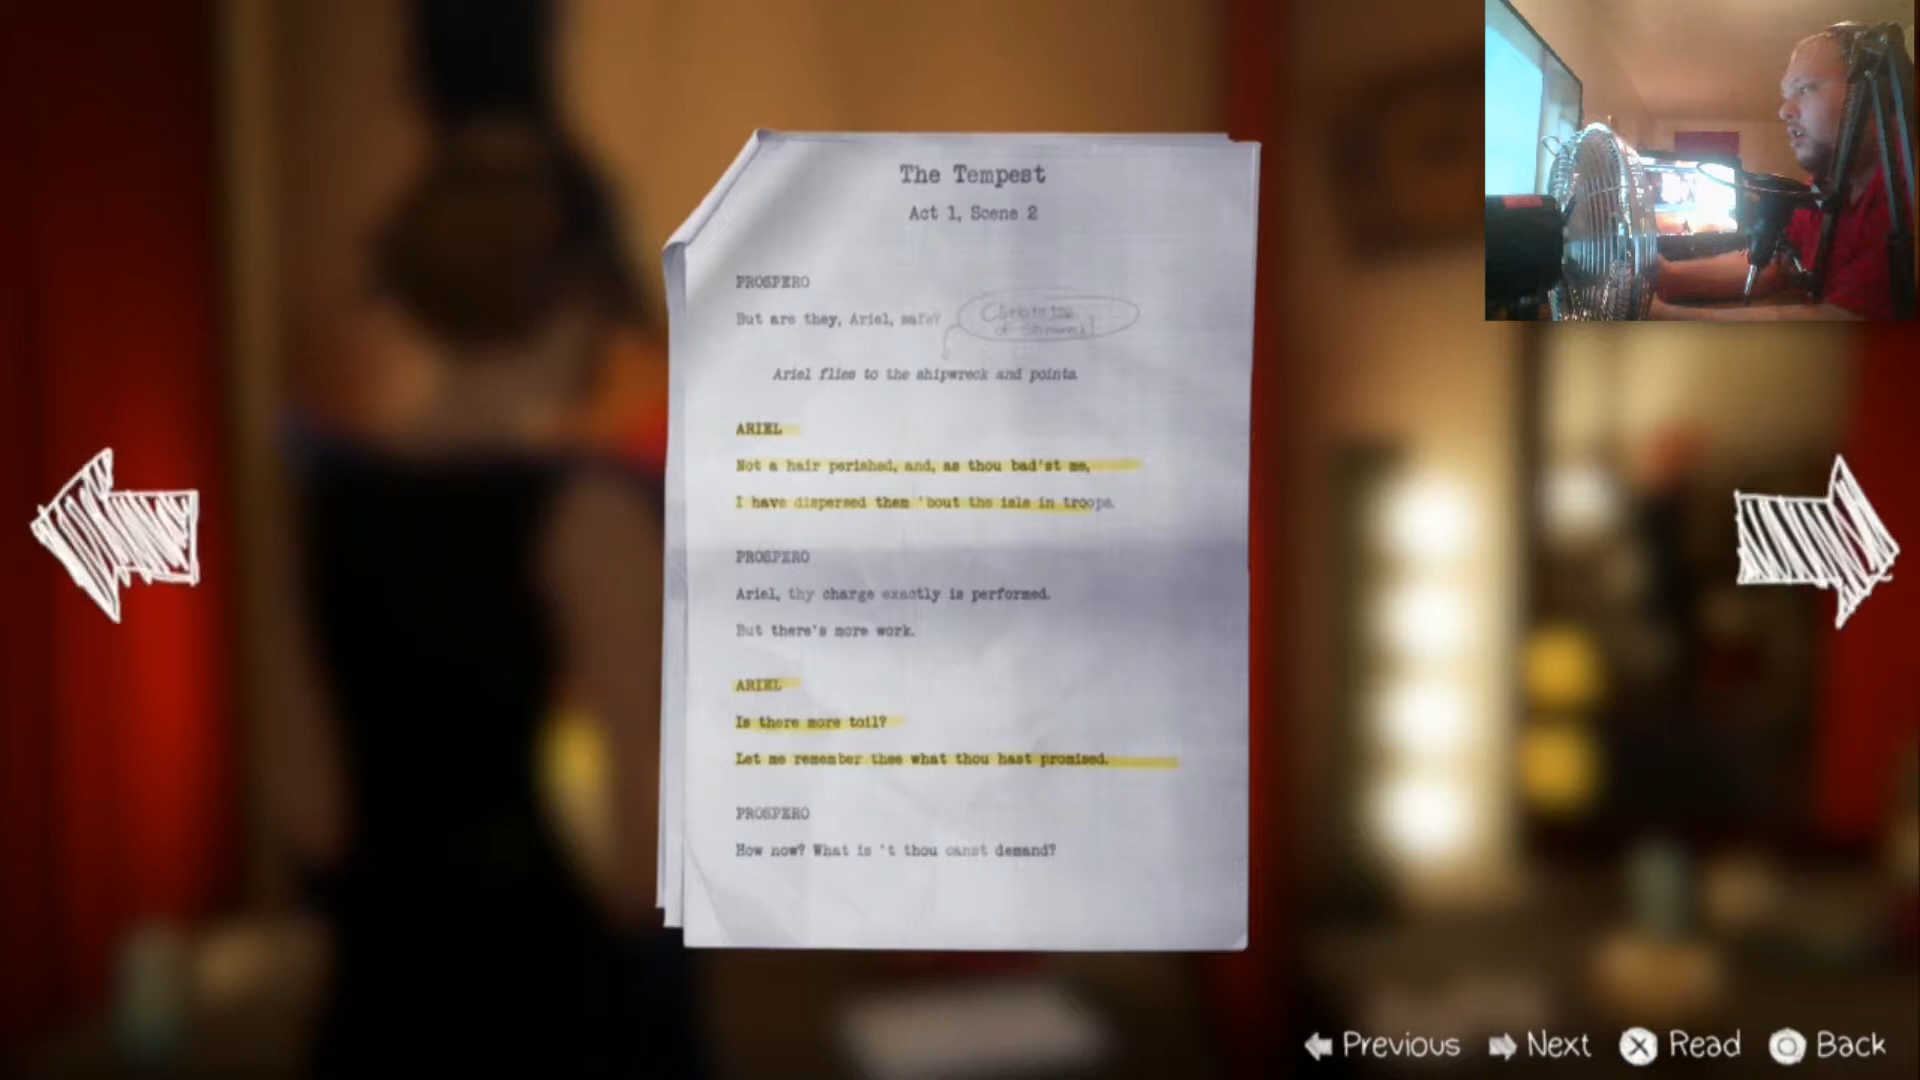 The Tempest
Act 1, Scene 2
PROSPERO
But are they, Ariel, safe?
Ariel flies to the shipwreck and points.
ARIEL
Not a hair perished, and, as thou bad'st me,
I have dispersed them 'bout the isle in troops.
PROSPERO
Ariel, thy charge exactly is performed.
But there's more work.
ARIEL
Is there more toil?
Let me remember thee what thou hast promised.
PROSPERO
How now? What is 't thou canst demand?
Previous Next Read Back